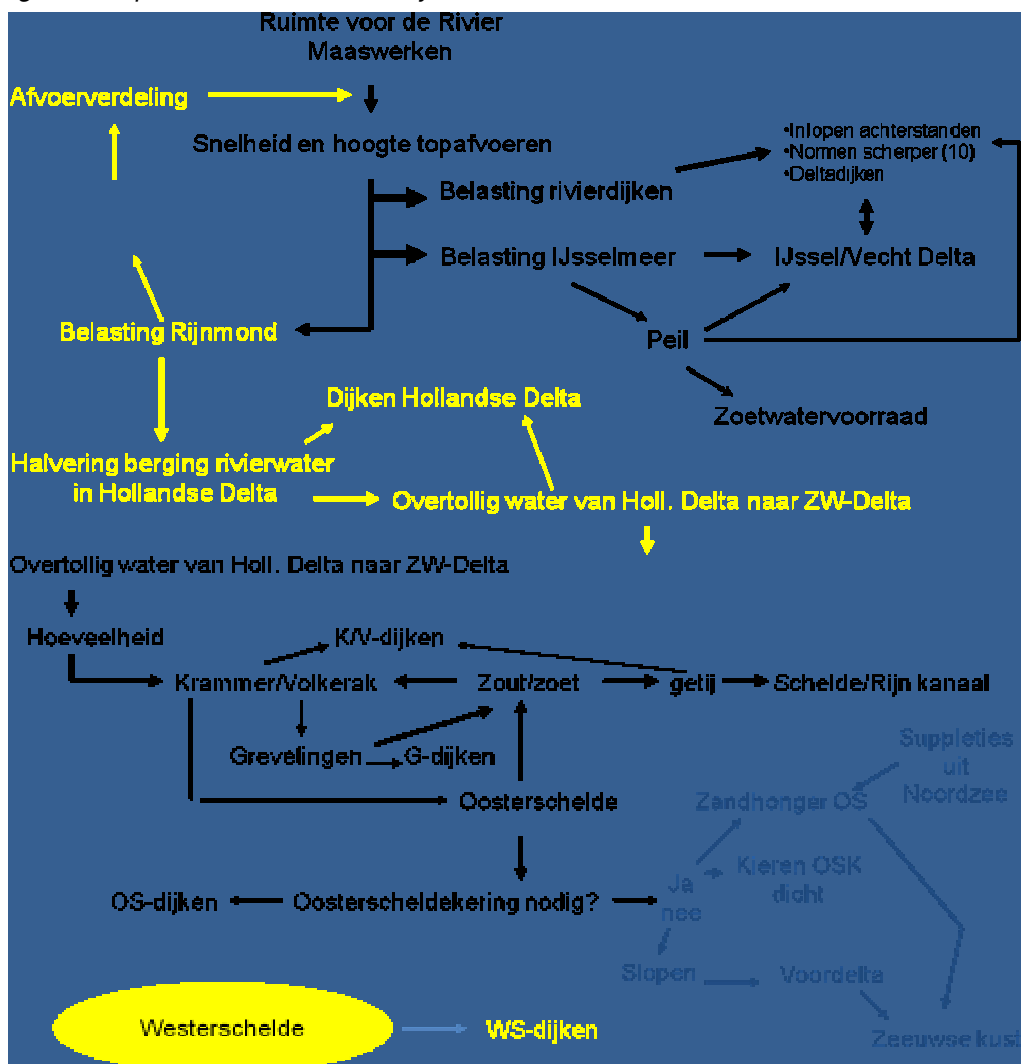 Ruimte voor de Rivier
Maaswerken
Afvoerverdeling
Snelheid en hoogte topafvoeren
•Inlopen achterstanden
•Normen scherper (10)
•Deltadijken
Belasting rivierdijken
Belasting IJsselmeer
IJssel/Vecht Delta
Belasting Rijnmond
Peil
Dijken Hollandse Delta
Zoetwatervoorraad
Halvering berging rivierwater
in Hollandse Delta
Overtollig water van Holl. Delta naar ZW-Delta
Overtollig water van Holl. Delta naar ZW-Delta
Hoeveelheid
K/V-dijken
Krammer/Volkerak
Zout/zoet
getij
Schelde/Rijn kanaal
Grevelingen
G-dijken
Suppleties
uit
Noordzee
Oosterschelde
Zandhonger OS
Kieren OSK
dicht
OS-dijken
Oosterscheldekering nodig?
Ja
nee
Slopen
Voordelta
Westerschelde
WS-dijken
Zeeuwse kust